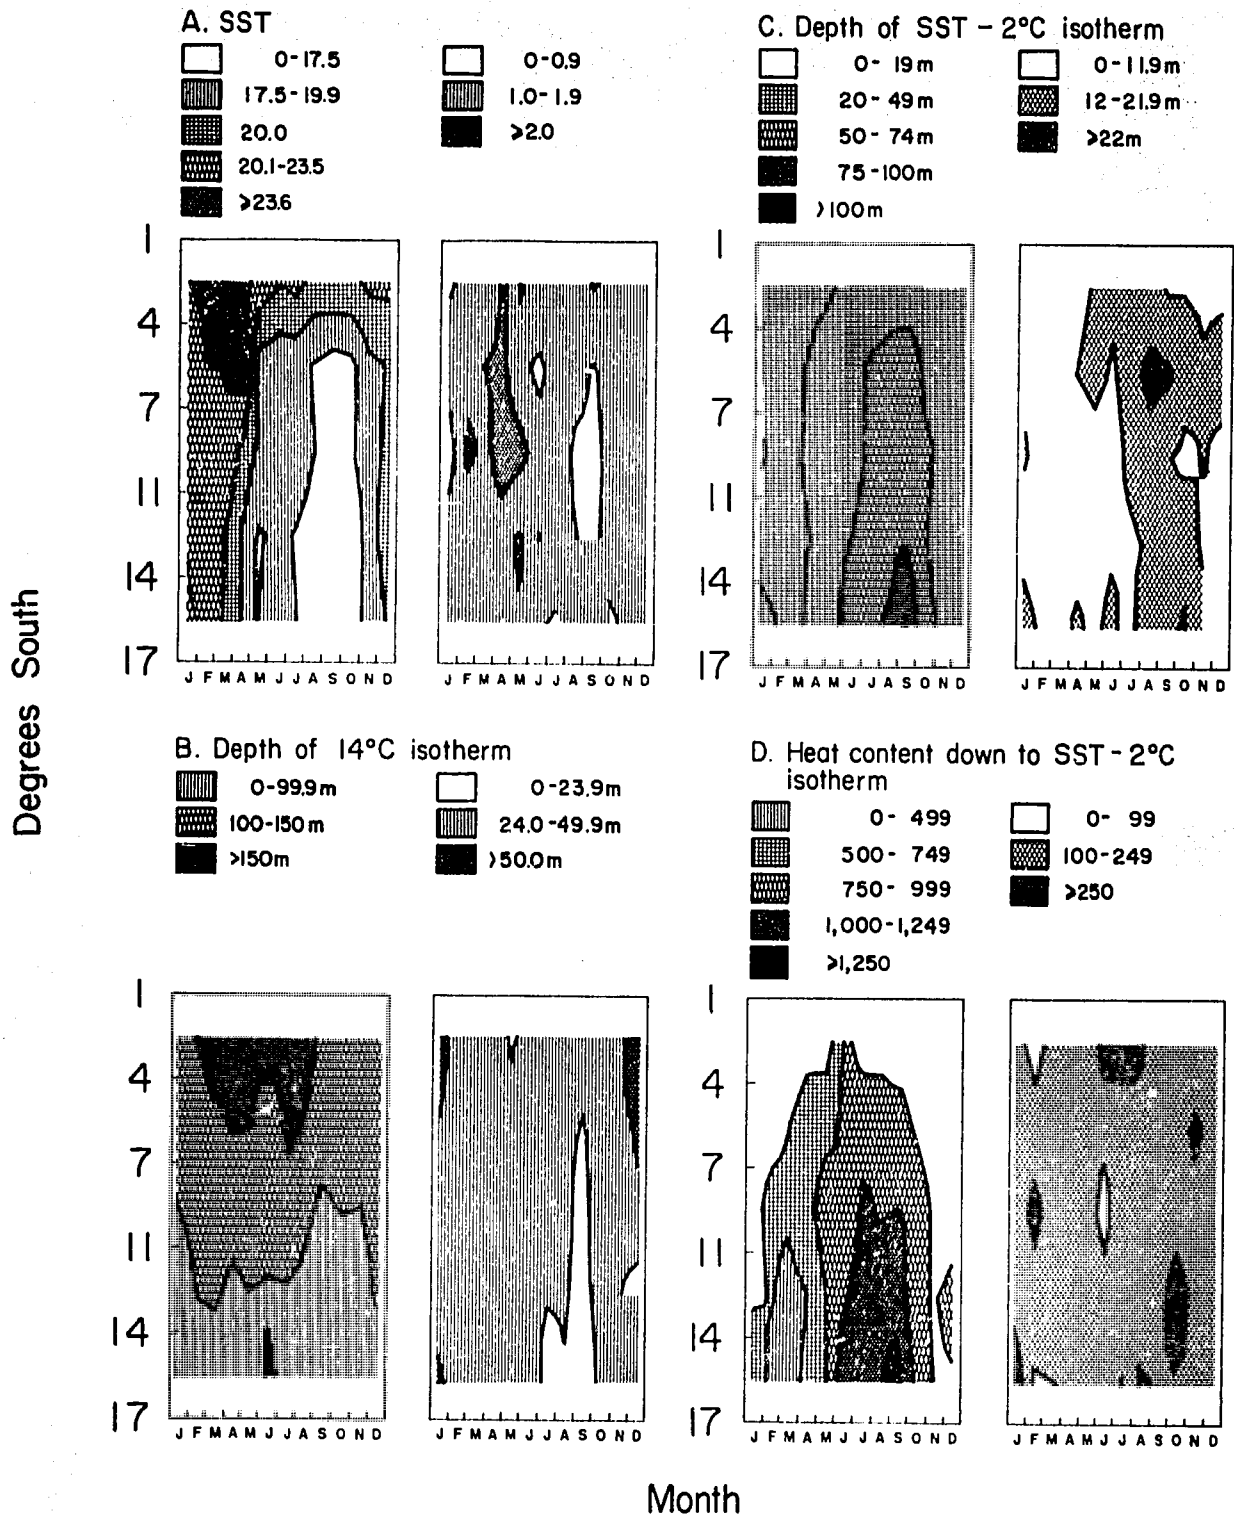 A. SST
0-17.5
17.5-19.9
20.0
20.1-23.5
≥23.6
0-0.9
1.0-1.9
≥2.0
1
4
7
11
14
17
J F M A M J J A S O N D
J F M A M J J A S O N D
C. Depth of SST - 2°C isotherm
0- 19m
20- 49m
50- 74m
75-100m
>100m
0-11.9m
12-21.9m
≥22m
1
4
7
11
14
17
J F M A M J J A S O N D
J F M A M J J A S O N D
Degrees South
B. Depth of 14°C isotherm
0-99.9m
100-150m
>150m
0-23.9m
24.0-49.9m
>50.0m
1
4
7
11
14
17
J F M A M J J A S O N D
J F M A M J J A S O N D
D. Heat content down to SST - 2°C
isotherm
0- 499
500- 749
750- 999
1,000-1,249
≥1,250
0- 99
100-249
≥250
1
4
7
11
14
17
J F M A M J J A S O N D
J F M A M J J A S O N D
Month